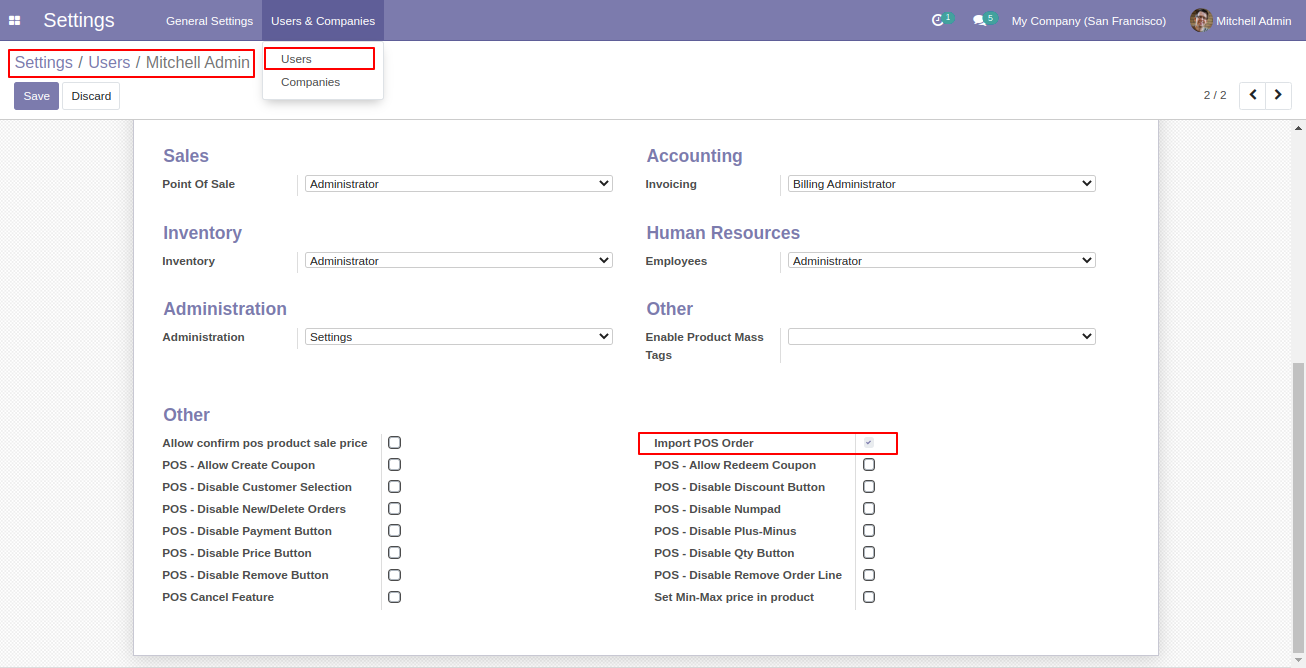 Settings General Settings Users & Companies 1 5 My Company (San Francisco) Mitchell Admin
Settings / Users / Mitchell Admin
Users
Companies
Save Discard
2 / 2
Sales
Point Of Sale Administrator
Accounting
Invoicing Billing Administrator
Inventory
Inventory Administrator
Human Resources
Employees Administrator
Administration
Administration Settings
Other
Enable Product Mass
Tags
Other
Allow confirm pos product sale price
Import POS Order
POS - Allow Create Coupon
POS - Allow Redeem Coupon
POS - Disable Customer Selection
POS - Disable Discount Button
POS - Disable New/Delete Orders
POS - Disable Numpad
POS - Disable Payment Button
POS - Disable Plus-Minus
POS - Disable Price Button
POS - Disable Qty Button
POS - Disable Remove Button
POS - Disable Remove Order Line
POS Cancel Feature
Set Min-Max price in product